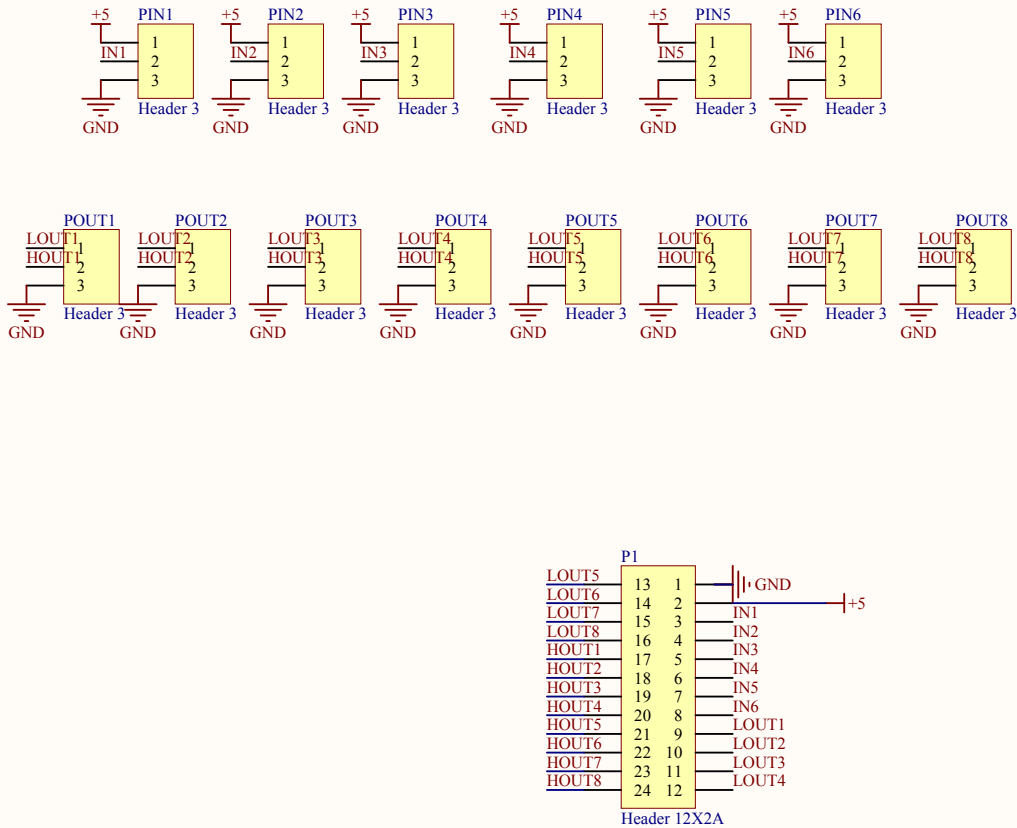 +5 PIN1 +5 PIN2 +5 PIN3 +5 PIN4 +5 PIN5 +5 PIN6
1 1 1 1 1 1
IN1 2 IN2 2 IN3 2 IN4 2 IN5 2 IN6 2
3 3 3 3 3 3
Header 3 Header 3 Header 3 Header 3 Header 3 Header 3
GND GND GND GND GND GND
POUT1 POUT2 POUT3 POUT4 POUT5 POUT6 POUT7 POUT8
LOUT1 1 LOUT2 1 LOUT3 1 LOUT4 1 LOUT5 1 LOUT6 1 LOUT7 1 LOUT8 1
HOUT1 2 HOUT2 2 HOUT3 2 HOUT4 2 HOUT5 2 HOUT6 2 HOUT7 2 HOUT8 2
3 3 3 3 3 3 3 3
Header 3 Header 3 Header 3 Header 3 Header 3 Header 3 Header 3 Header 3
GND GND GND GND GND GND GND GND
P1
LOUT5 13 1 GND
LOUT6 14 2 +5
LOUT7 15 3 IN1
LOUT8 16 4 IN2
HOUT1 17 5 IN3
HOUT2 18 6 IN4
HOUT3 19 7 IN5
HOUT4 20 8 IN6
HOUT5 21 9 LOUT1
HOUT6 22 10 LOUT2
HOUT7 23 11 LOUT3
HOUT8 24 12 LOUT4
Header 12X2A